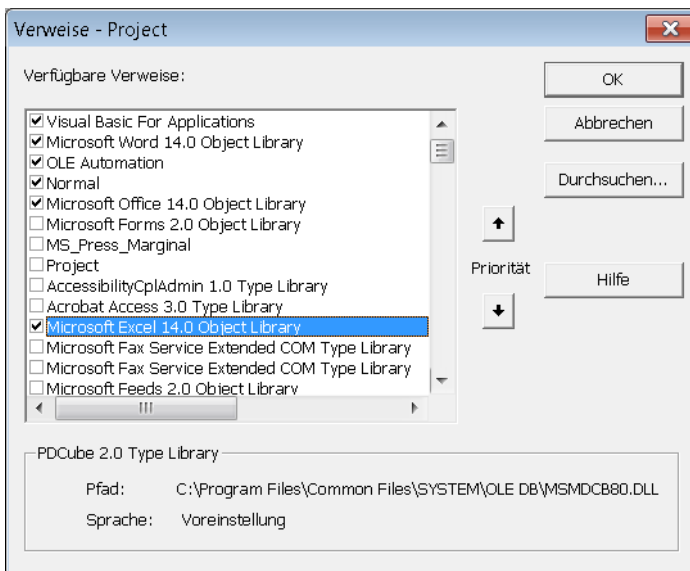 Verweise - Project
Verfügbare Verweise:
Visual Basic For Applications
Microsoft Word 14.0 Object Library
OLE Automation
Normal
Microsoft Office 14.0 Object Library
Microsoft Forms 2.0 Object Library
MS_Press_Marginal
Project
AccessibilityCplAdmin 1.0 Type Library
Acrobat Access 3.0 Type Library
Microsoft Excel 14.0 Object Library
Microsoft Fax Service Extended COM Type Library
Microsoft Fax Service Extended COM Type Library
Microsoft Feeds 2.0 Object Library
Priorität
OK
Abbrechen
Durchsuchen...
Hilfe
PDCube 2.0 Type Library
Pfad: C:\Program Files\Common Files\SYSTEM\OLE DB\MSMDCB80.DLL
Sprache: Voreinstellung